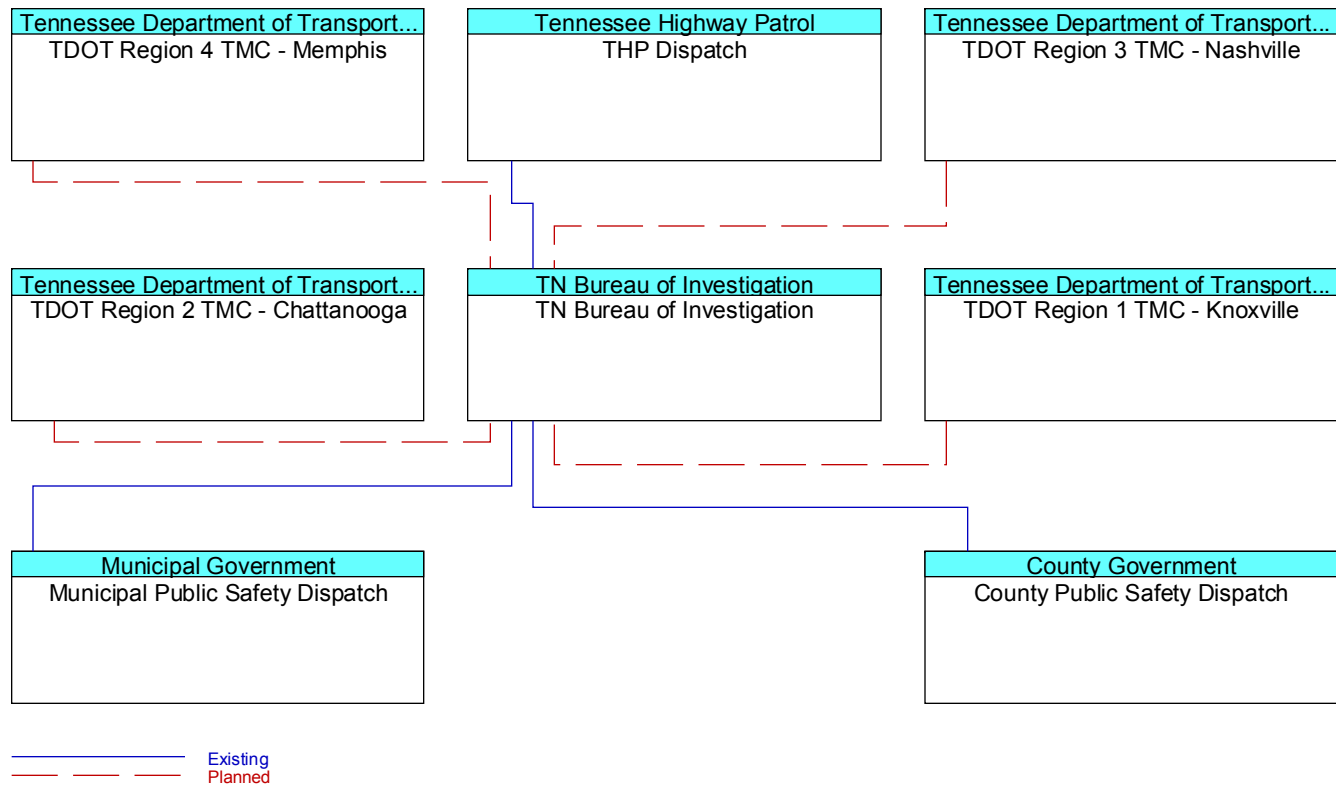 Tennessee Department of Transport...
TDOT Region 4 TMC - Memphis
Tennessee Highway Patrol
THP Dispatch
Tennessee Department of Transport...
TDOT Region 3 TMC - Nashville
Tennessee Department of Transport...
TDOT Region 2 TMC - Chattanooga
TN Bureau of Investigation
TN Bureau of Investigation
Tennessee Department of Transport...
TDOT Region 1 TMC - Knoxville
Municipal Government
Municipal Public Safety Dispatch
County Government
County Public Safety Dispatch
Existing
Planned